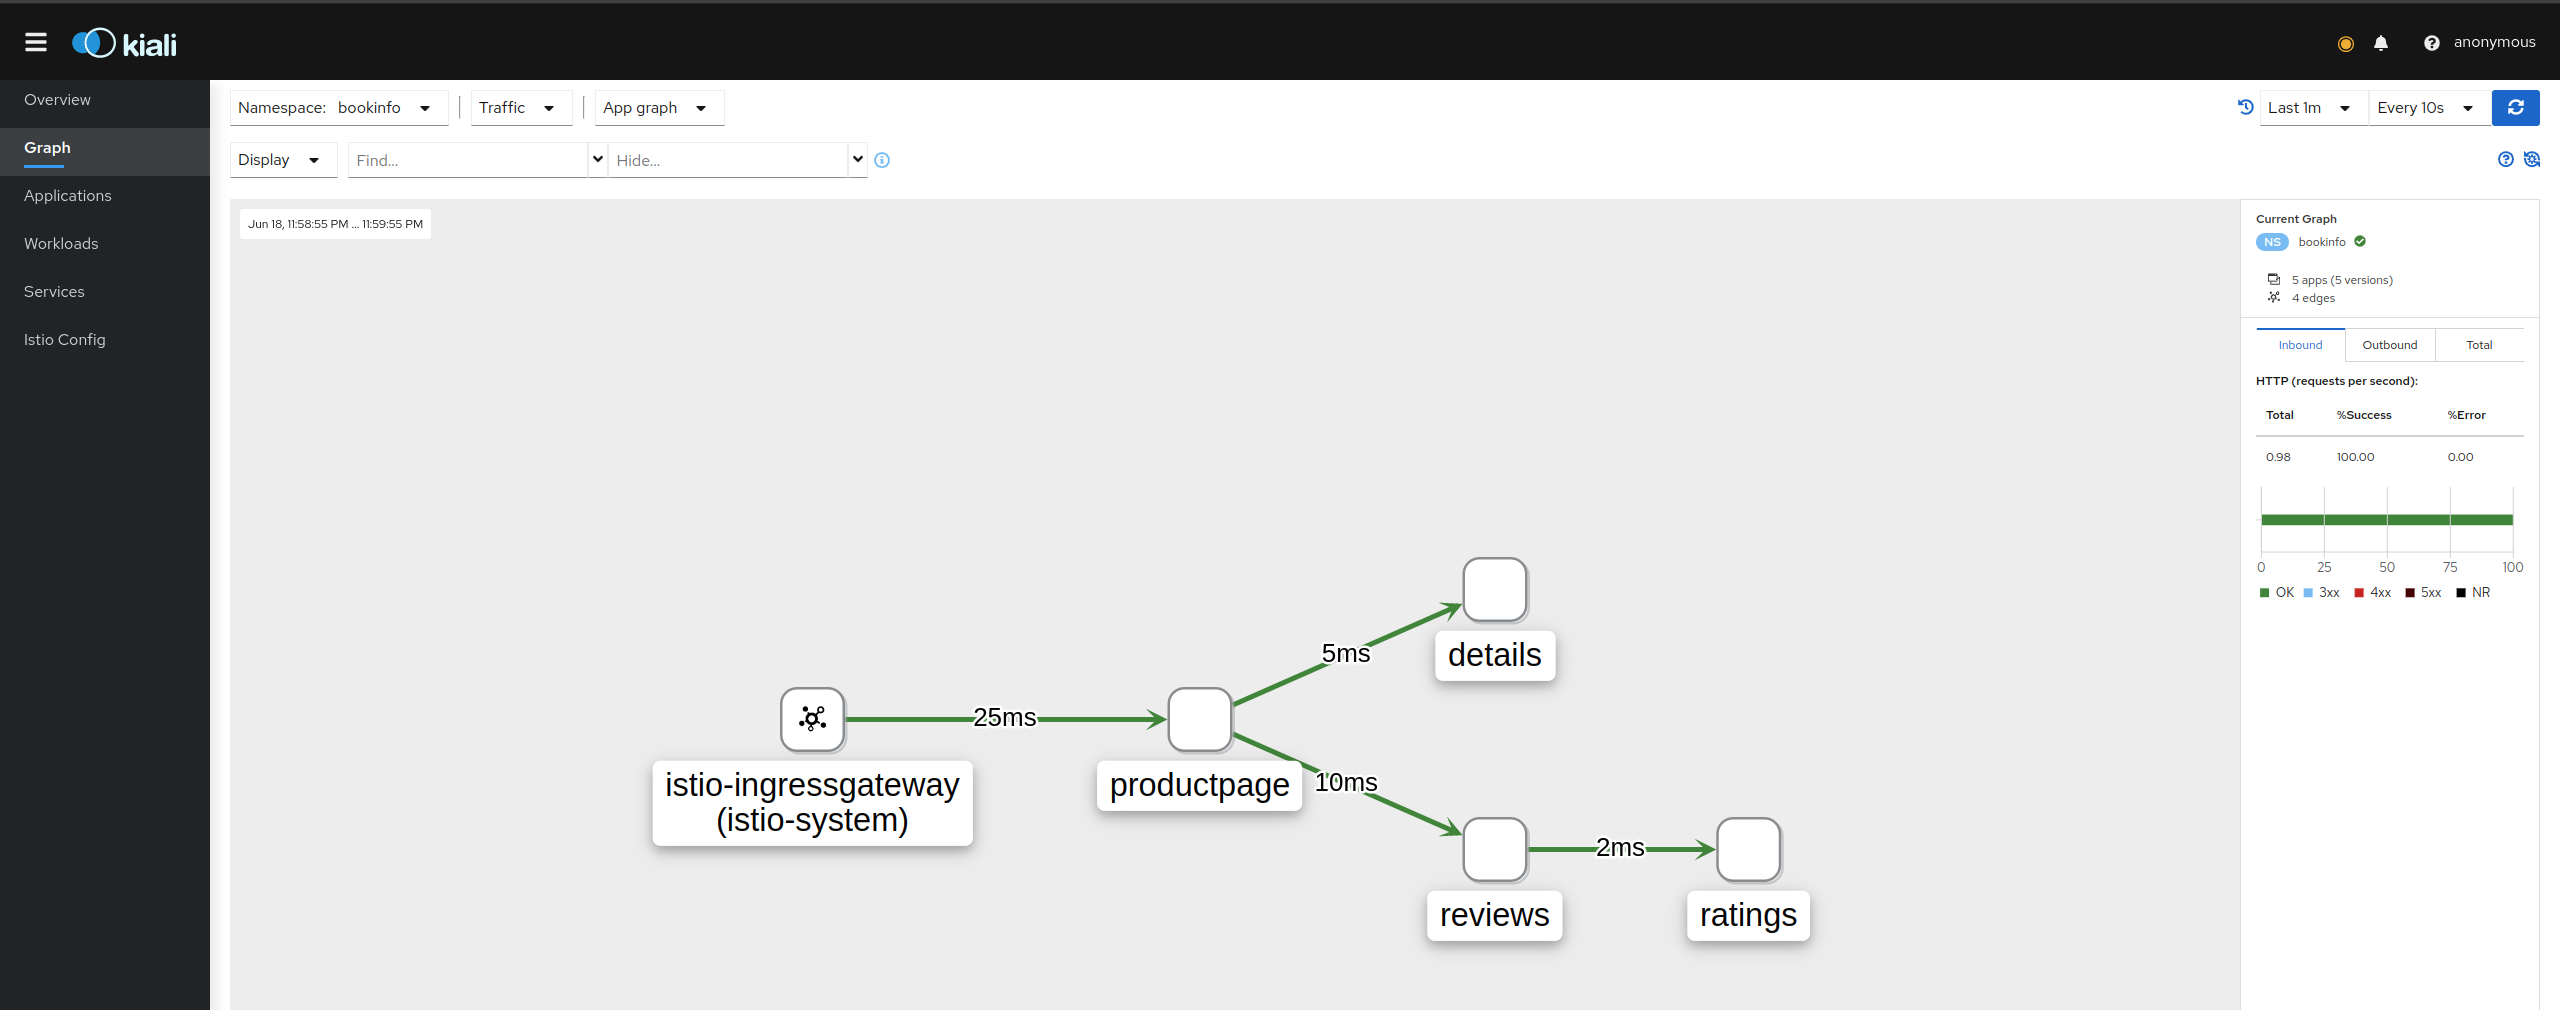 kiali
anonymous
Overview
Graph
Applications
Workloads
Services
Istio Config
Namespace: bookinfo
Traffic
App graph
Last 1m
Every 10s
Display
Find...
Hide...
Jun 18, 11:58:55 PM ... 11:59:55 PM
5ms
details
25ms
istio-ingressgateway
(istio-system)
productpage
10ms
2ms
reviews
ratings
Current Graph
NS bookinfo
5 apps (5 versions)
4 edges
Inbound Outbound Total
HTTP (requests per second):
Total %Success %Error
0.98 100.00 0.00
0 25 50 75 100
OK 3xx 4xx 5xx NR